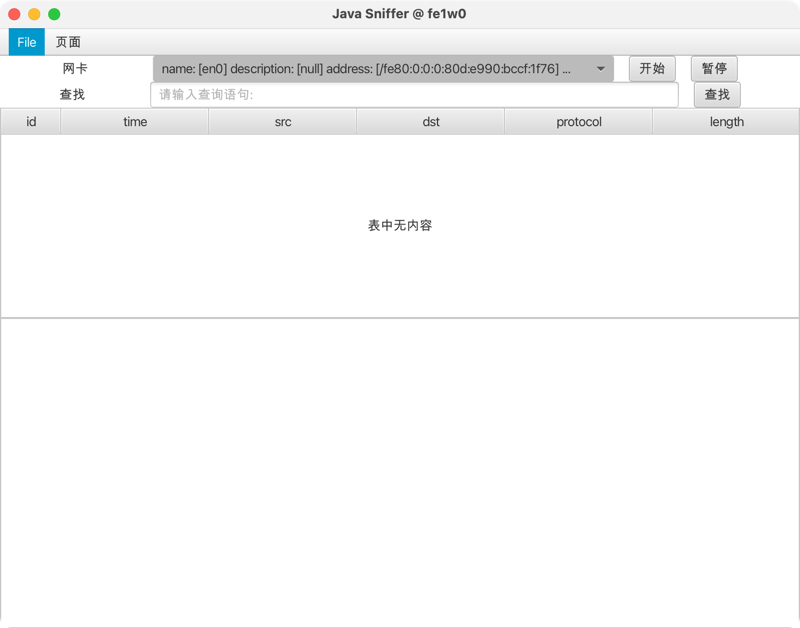 Java Sniffer @ fe1w0
File 页面
网卡 name: [en0] description: [null] address: [/fe80:0:0:0:80d:e990:bccf:1f76] ... 开始 暂停
查找 请输入查询语句: 查找
id time src dst protocol length
表中无内容